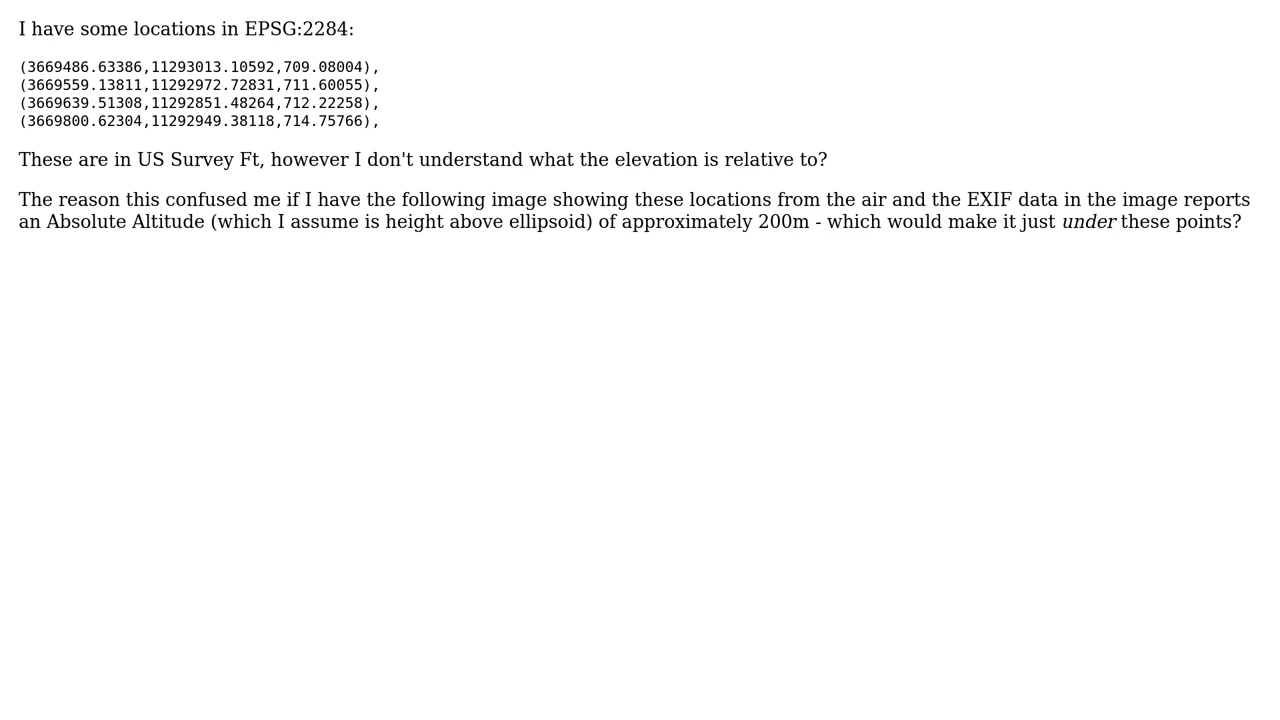 I have some locations in EPSG:2284:
(3669486.63386,11293013.10592,709.08004),
(3669559.13811,11292972.72831,711.60055),
(3669639.51308,11292851.48264,712.22258),
(3669800.62304,11292949.38118,714.75766),
These are in US Survey Ft, however I don't understand what the elevation is relative to?
The reason this confused me if I have the following image showing these locations from the air and the EXIF data in the image reports
an Absolute Altitude (which I assume is height above ellipsoid) of approximately 200m - which would make it just under these points?